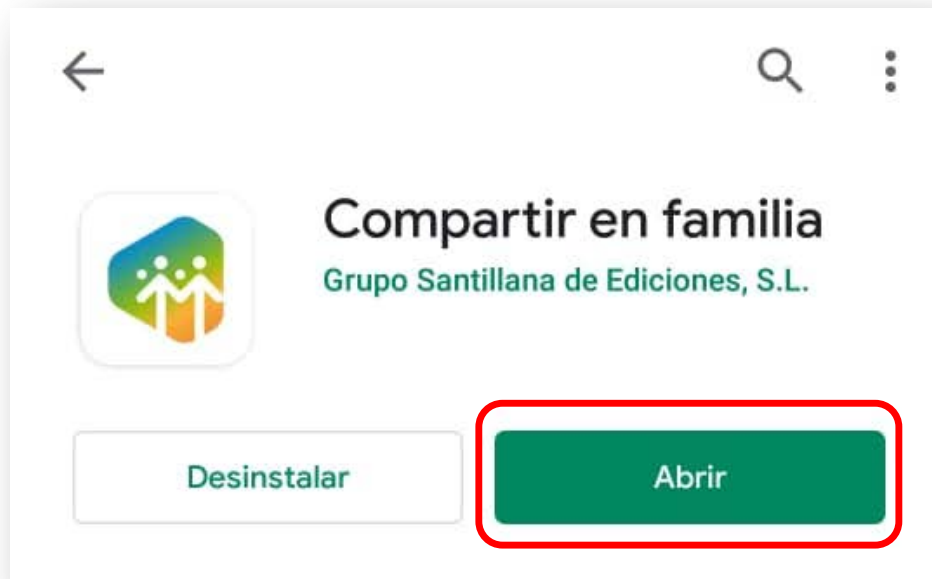 Compartir en familia
Grupo Santillana de Ediciones, S.L.
Desinstalar
Abrir